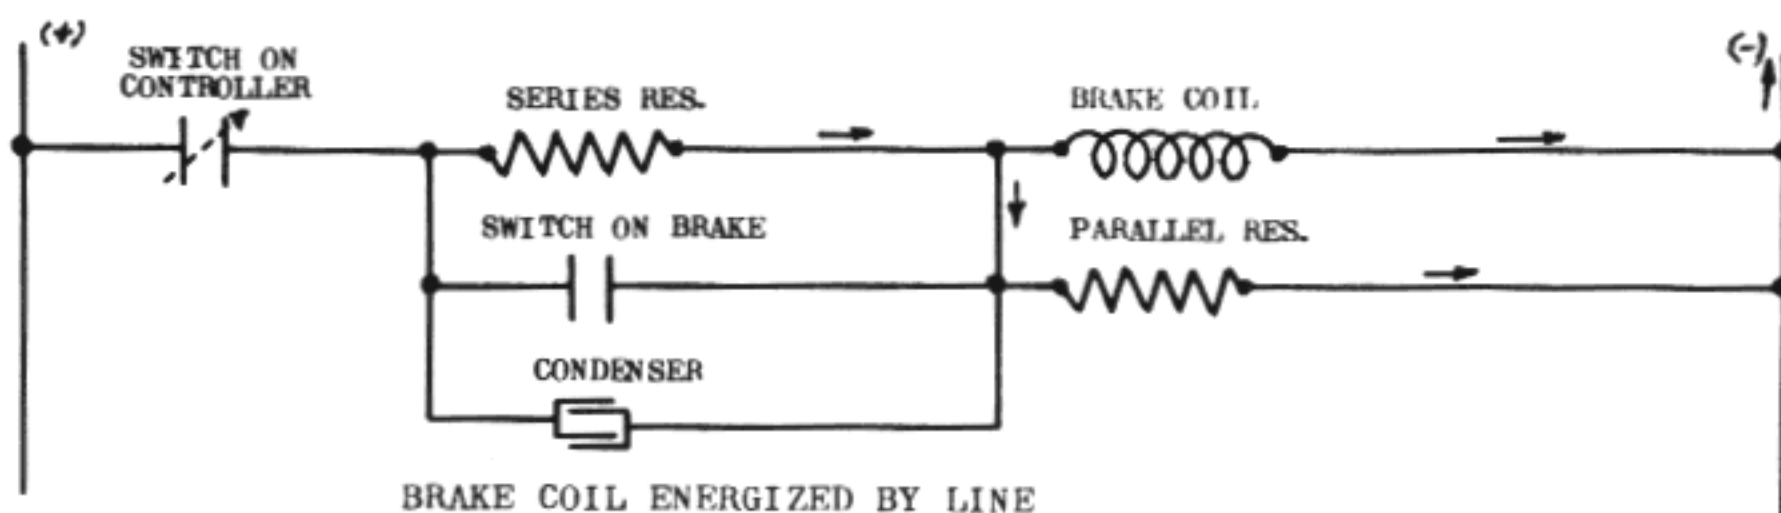 (+)
(-)
SWITCH ON
CONTROLLER
SERIES RES.
BRAKE COIL
SWITCH ON BRAKE
PARALLEL RES.
CONDENSER
BRAKE COIL ENERGIZED BY LINE